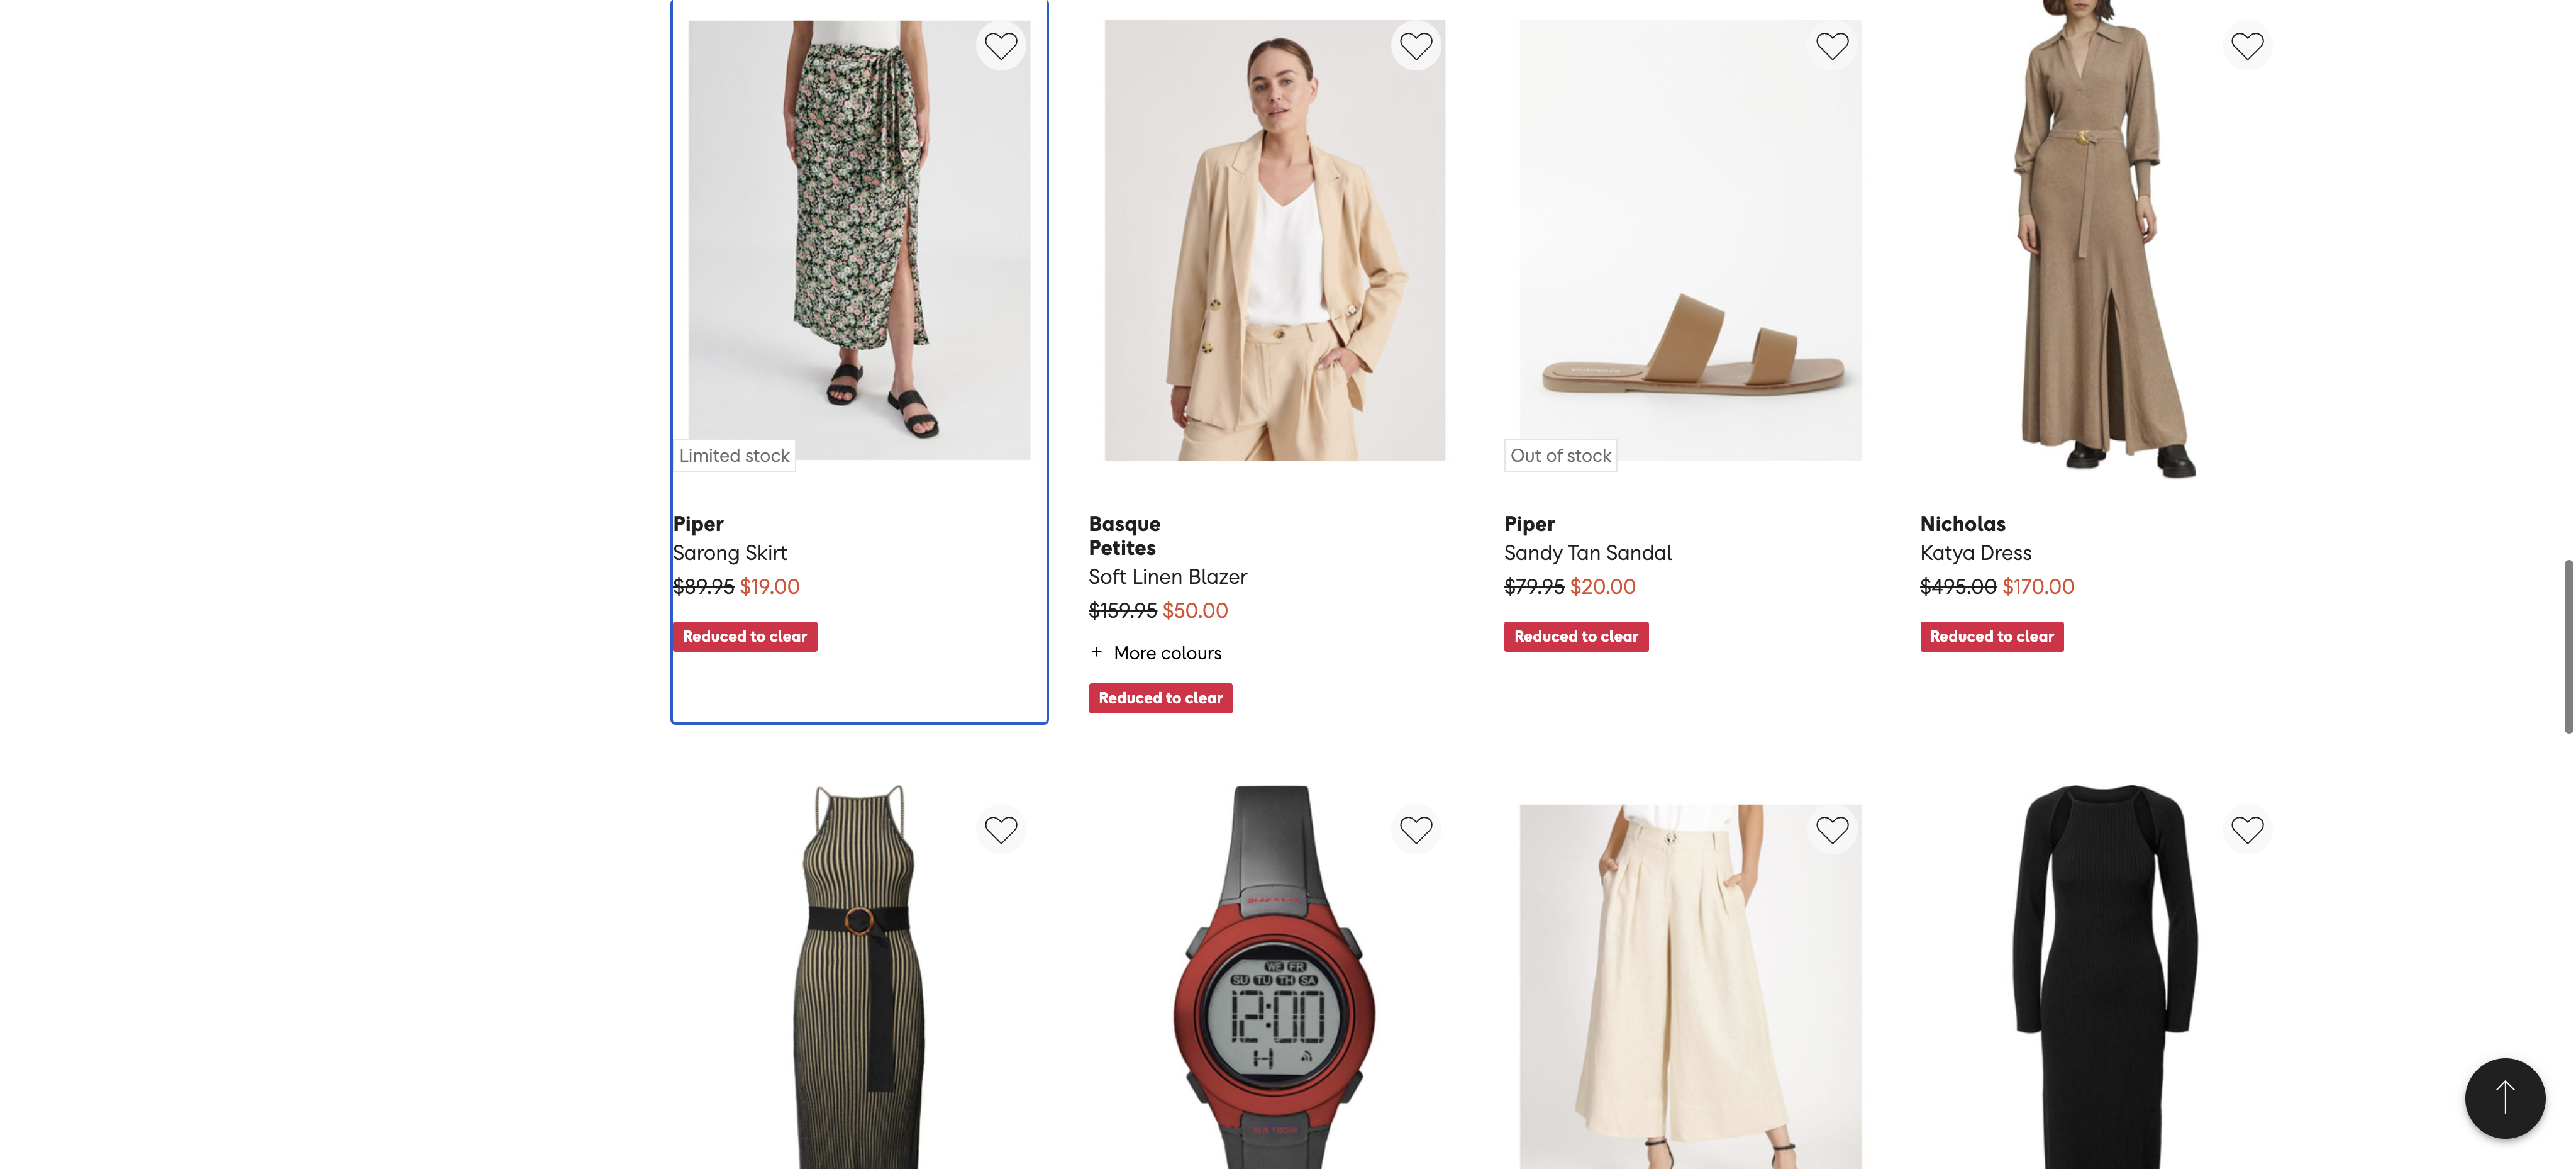 Limited stock
Out of stock
Piper
Sarong Skirt
$89.95 $19.00
Reduced to clear
Basque
Petites
Soft Linen Blazer
$159.95 $50.00
+ More colours
Reduced to clear
Piper
Sandy Tan Sandal
$79.95 $20.00
Reduced to clear
Nicholas
Katya Dress
$495.00 $170.00
Reduced to clear
WE FR
SU TU TH SA
12:00
H
WR 100M